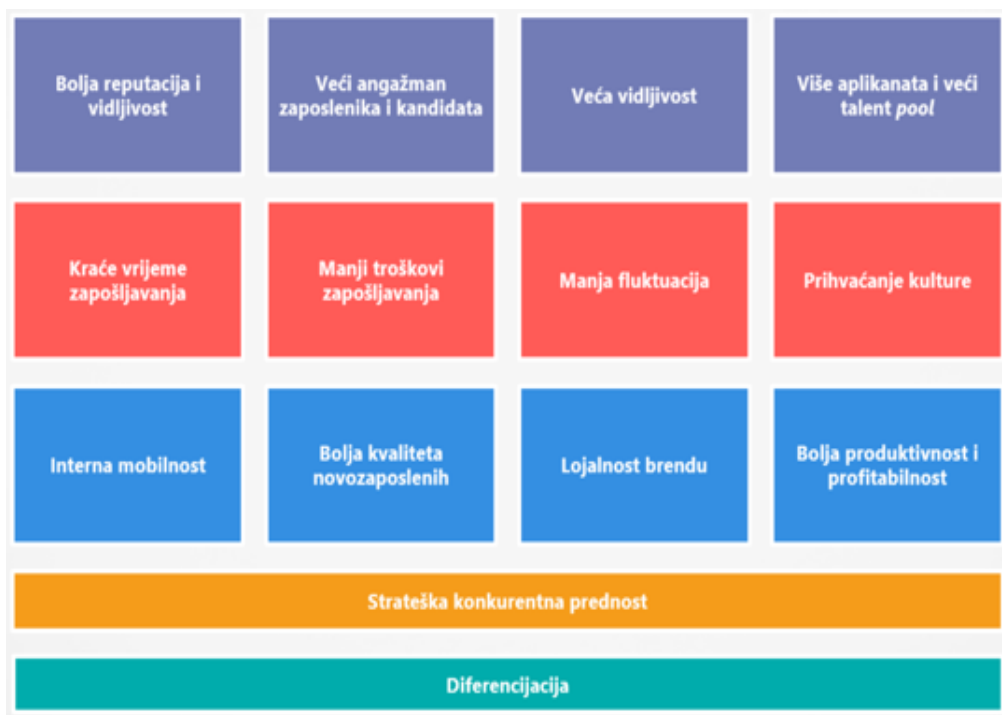 Bolja reputacija i
vidljivost
Veći angažman
zaposlenika i kandidata
Veća vidljivost
Više aplikanata i veći
talent pool
Kraće vrijeme
zapošljavanja
Manji troškovi
zapošljavanja
Manja fluktuacija
Prihvaćanje kulture
Interna mobilnost
Bolja kvaliteta
novozaposlenih
Lojalnost brendu
Bolja produktivnost i
profitabilnost
Strateška konkurentna prednost
Diferencijacija